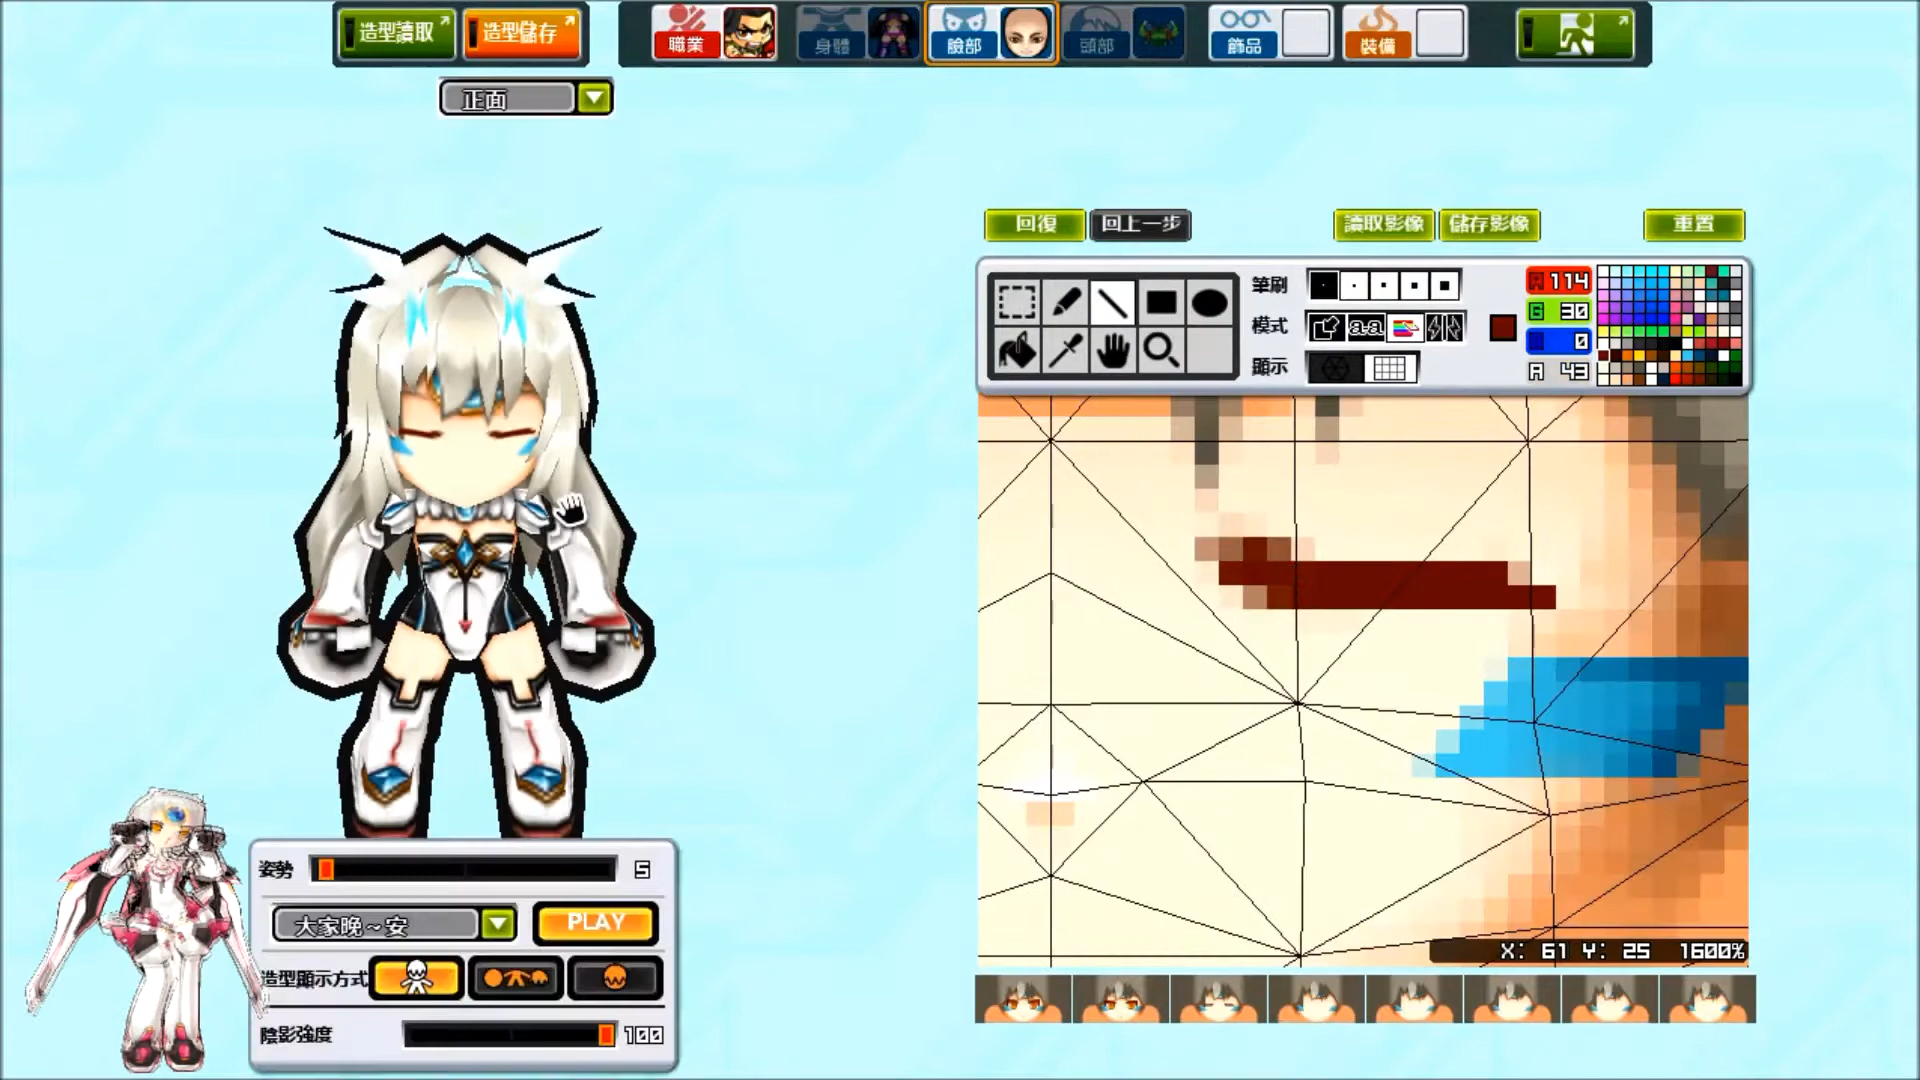 造型讀取
造型儲存
職業
身體
臉部
頭部
飾品
裝備
正面
回復
回上一步
讀取影像
儲存影像
重置
筆刷
模式
aa
顯示
R 114
G 30
B 0
A 43
X: 61 Y: 25 1600%
姿勢
5
大家晚~安
PLAY
造型顯示方式
陰影強度
100